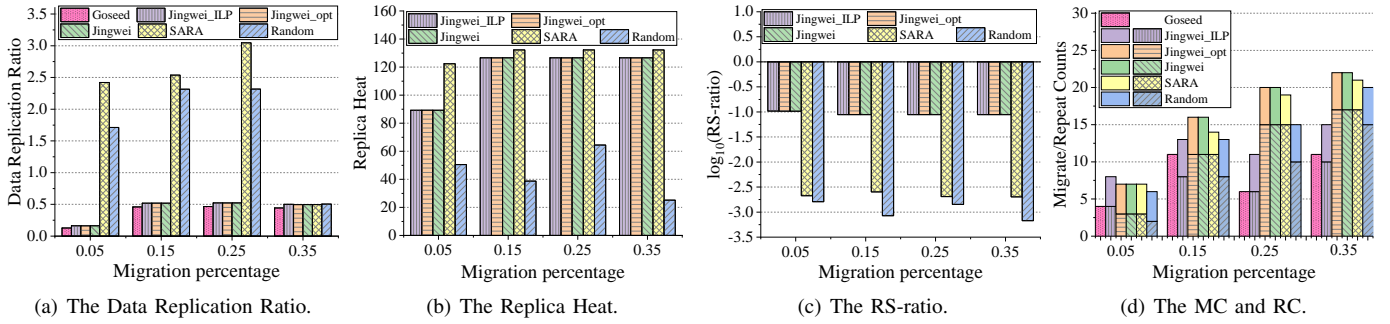 Goseed Jingwei_ILP Jingwei_opt
Jingwei SARA Random
3.5
3.0
2.5
2.0
1.5
1.0
0.5
0.0
Data Replication Ratio
0.05 0.15 0.25 0.35
Migration percentage
(a) The Data Replication Ratio.
Jingwei_ILP Jingwei_opt
Jingwei SARA Random
160
140
120
100
80
60
40
20
0
Replica Heat
0.05 0.15 0.25 0.35
Migration percentage
(b) The Replica Heat.
Jingwei_ILP Jingwei_opt
Jingwei SARA Random
1.0
0.5
0.0
-0.5
-1.0
-1.5
-2.0
-2.5
-3.0
-3.5
log10(RS-ratio)
0.05 0.15 0.25 0.35
Migration percentage
(c) The RS-ratio.
Goseed
Jingwei_ILP
Jingwei_opt
Jingwei
SARA
Random
30
25
20
15
10
5
0
Migrate/Repeat Counts
0.05 0.15 0.25 0.35
Migration percentage
(d) The MC and RC.